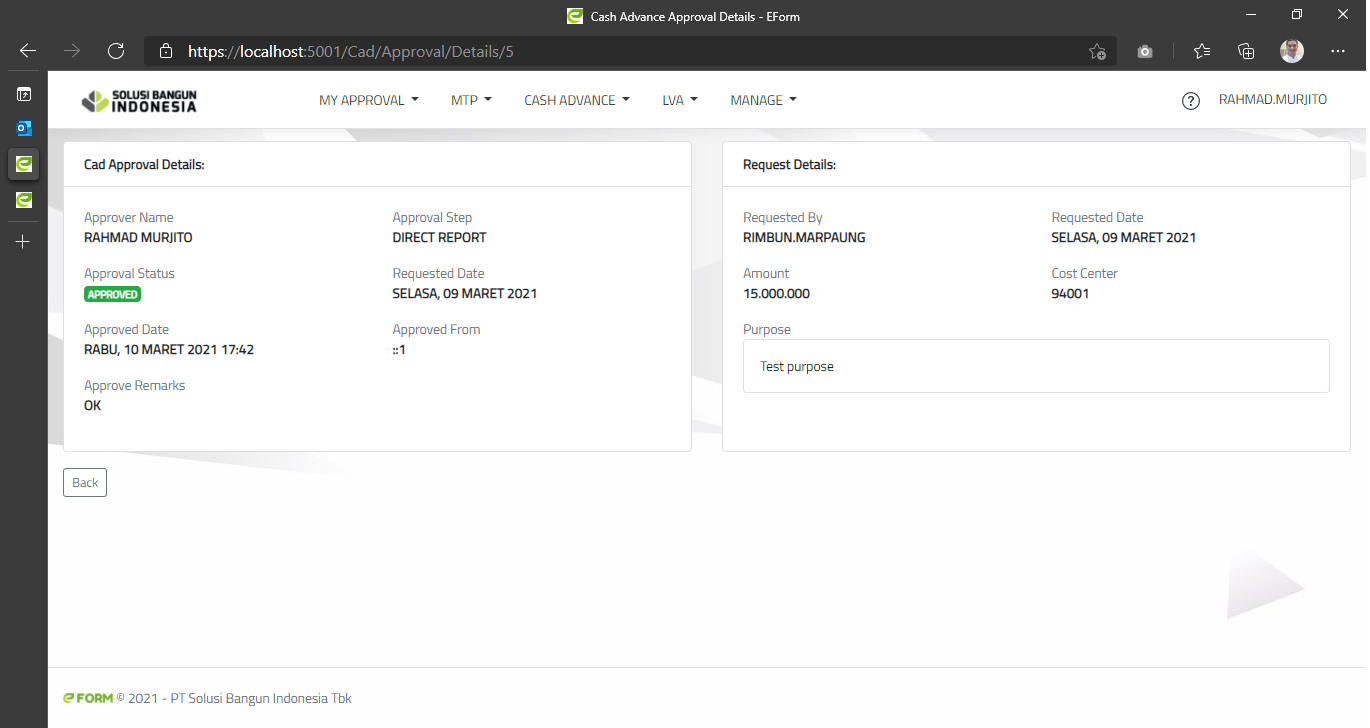 Cash Advance Approval Details - EForm
https://localhost:5001/Cad/Approval/Details/5
SOLUSI BANGUN
INDONESIA
MY APPROVAL
MTP
CASH ADVANCE
LVA
MANAGE
RAHMAD.MURJITO
Cad Approval Details:
Approver Name
RAHMAD MURJITO
Approval Step
DIRECT REPORT
Approval Status
APPROVED
Requested Date
SELASA, 09 MARET 2021
Approved Date
RABU, 10 MARET 2021 17:42
Approved From
::1
Approve Remarks
OK
Request Details:
Requested By
RIMBUN.MARPAUNG
Requested Date
SELASA, 09 MARET 2021
Amount
15.000.000
Cost Center
94001
Purpose
Test purpose
Back
e FORM © 2021 - PT Solusi Bangun Indonesia Tbk